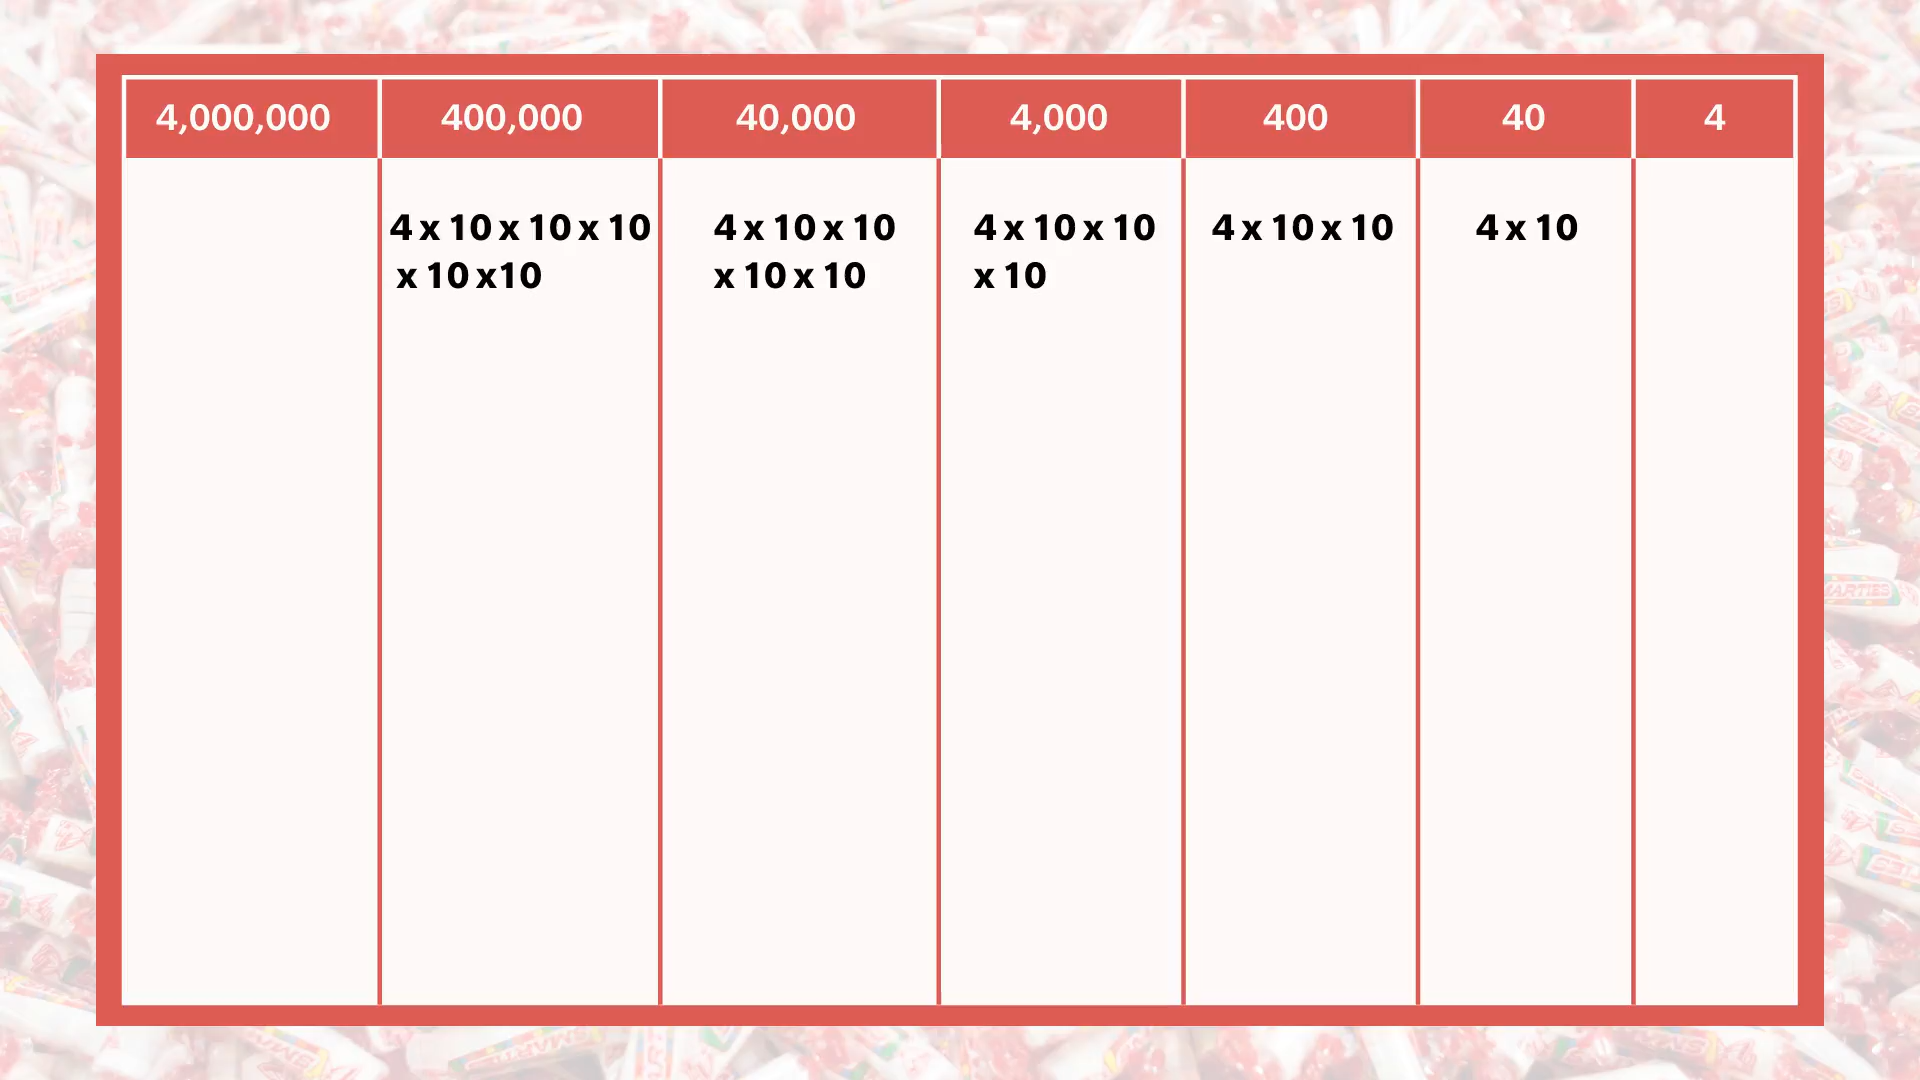 4,000,000 400,000 40,000 4,000 400 40 4
4 x 10 x 10 x 10
x 10 x10
4 x 10 x 10
x 10 x 10
4 x 10 x 10
x 10
4 x 10 x 10
4 x 10